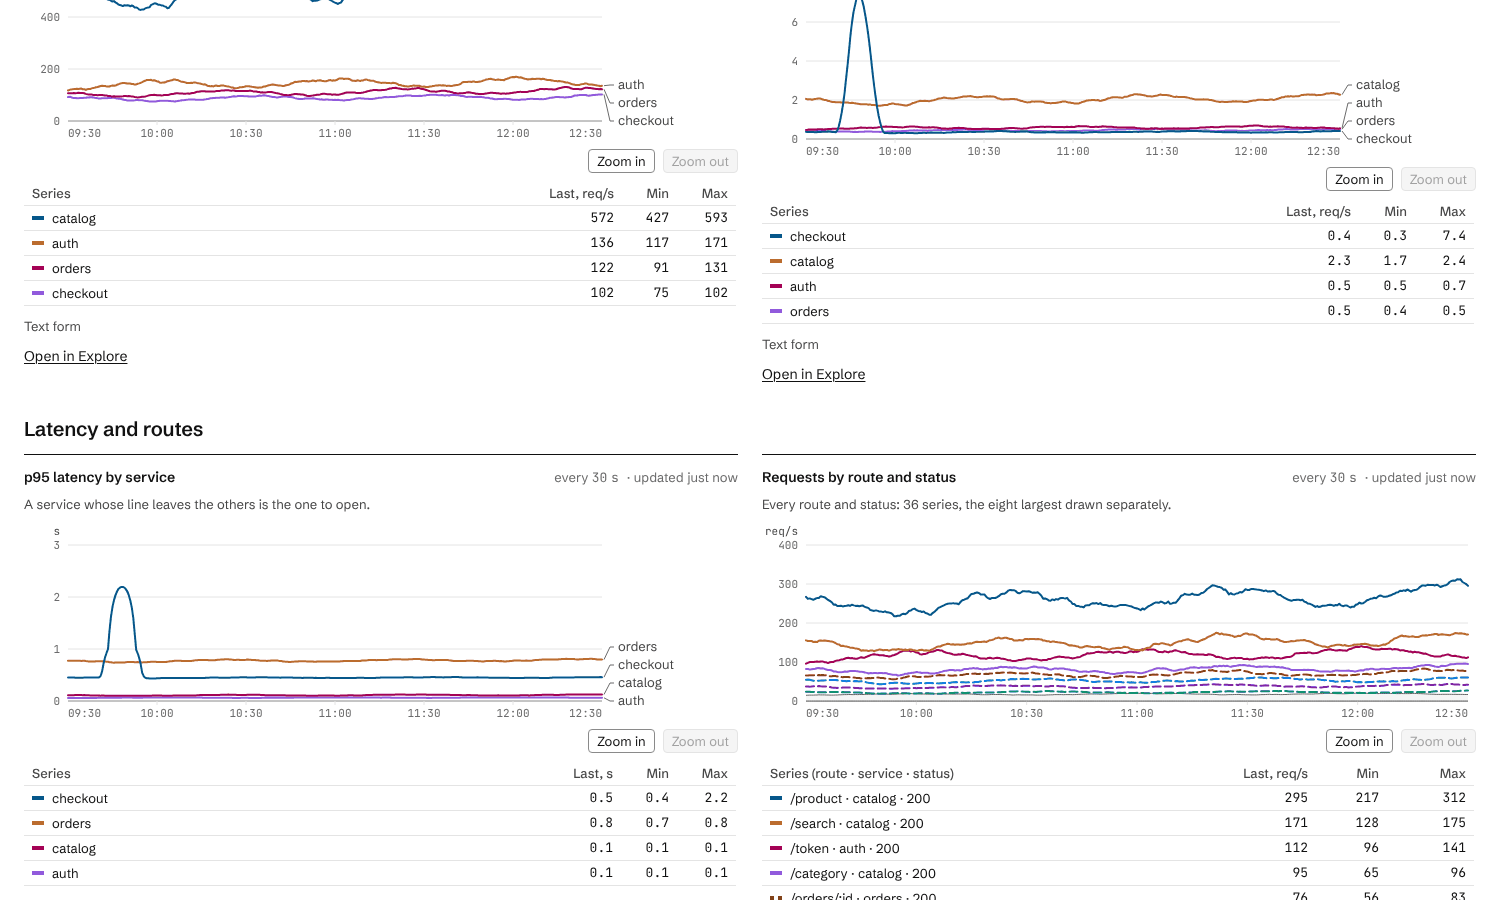 400
200
0
09:30 10:00 10:30 11:00 11:30 12:00 12:30
auth
orders
checkout
Zoom in Zoom out
Series Last, req/s Min Max
catalog 572 427 593
auth 136 117 171
orders 122 91 131
checkout 102 75 102
Text form
Open in Explore
6
4
2
0
09:30 10:00 10:30 11:00 11:30 12:00 12:30
catalog
auth
orders
checkout
Zoom in Zoom out
Series Last, req/s Min Max
checkout 0.4 0.3 7.4
catalog 2.3 1.7 2.4
auth 0.5 0.5 0.7
orders 0.5 0.4 0.5
Text form
Open in Explore
Latency and routes
p95 latency by service every 30 s · updated just now
A service whose line leaves the others is the one to open.
s
3
2
1
0
09:30 10:00 10:30 11:00 11:30 12:00 12:30
orders
checkout
catalog
auth
Zoom in Zoom out
Series Last, s Min Max
checkout 0.5 0.4 2.2
orders 0.8 0.7 0.8
catalog 0.1 0.1 0.1
auth 0.1 0.1 0.1
Requests by route and status every 30 s · updated just now
Every route and status: 36 series, the eight largest drawn separately.
req/s
400
300
200
100
0
09:30 10:00 10:30 11:00 11:30 12:00 12:30
Zoom in Zoom out
Series (route · service · status) Last, req/s Min Max
/product · catalog · 200 295 217 312
/search · catalog · 200 171 128 175
/token · auth · 200 112 96 141
/category · catalog · 200 95 65 96
/orders/:id · orders · 200 76 56 83